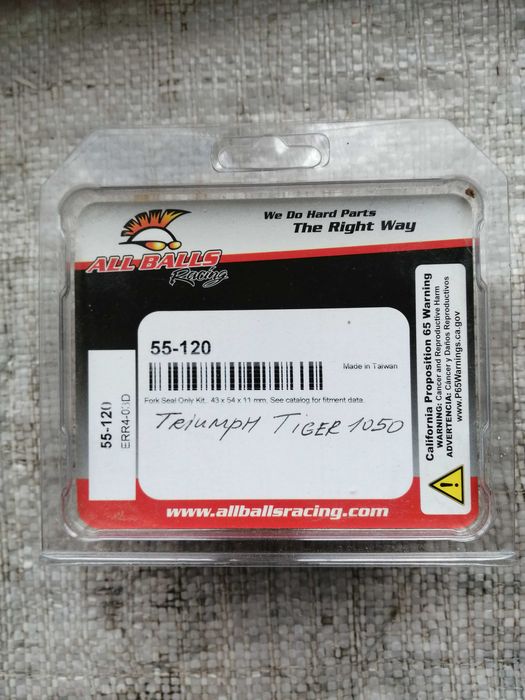 We Do Hard Parts
The Right Way
ALL BALLS
Racing
55-120
Made in Taiwan
Fork Seal Only Kit, 43 x 54 x 11 mm, See catalog for fitment data.
TRIUMPH TIGER 1050
55-120
www.allballsracing.com
California Proposition 65 Warning
WARNING: Cancer and Reproductive Harm
ADVERTENCIA: Cáncer y Daños Reproductivos
www.P65Warnings.ca.gov